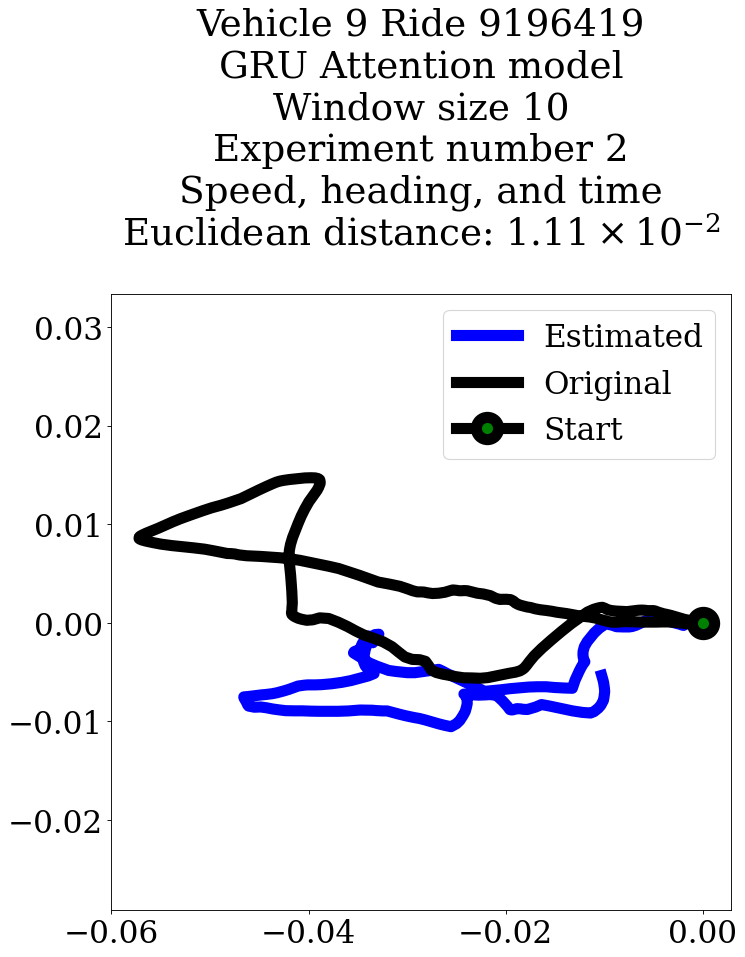 Vehicle 9 Ride 9196419
GRU Attention model
Window size 10
Experiment number 2
Speed, heading, and time
Euclidean distance: 1.11 × 10⁻²
Estimated
Original
Start
0.03
0.02
0.01
0.00
−0.01
−0.02
−0.06 −0.04 −0.02 0.00